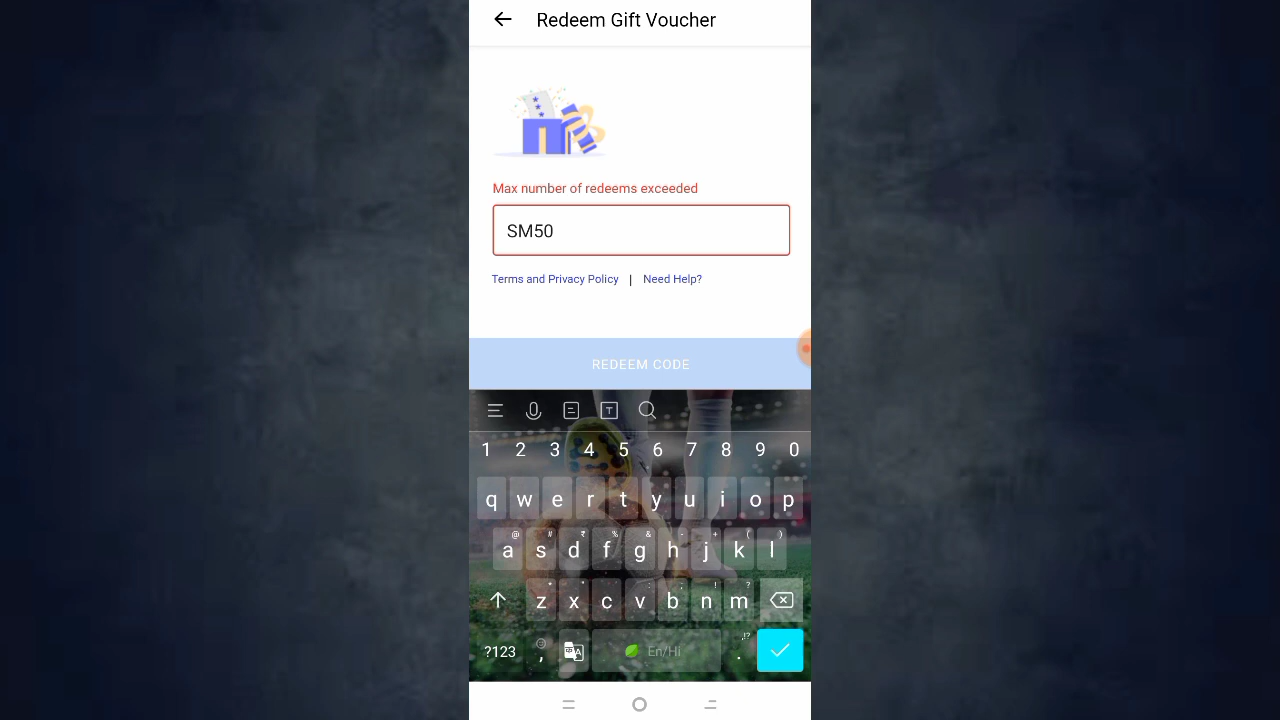 Redeem Gift Voucher
Max number of redeems exceeded
SM50
Terms and Privacy Policy | Need Help?
REDEEM CODE
T
1 2 3 4 5 6 7 8 9 0
q w e r t y u i o p
@ # ₹ % & - + ( )
a s d f g h j k l
* " ' : ; ! ?
z x c v b n m
?123 , En/Hi . ,!?